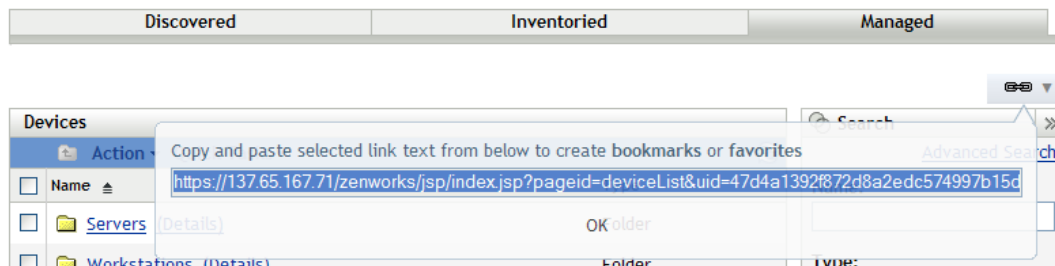 Discovered Inventoried Managed
Devices Search
Action Advanced Search
Copy and paste selected link text from below to create bookmarks or favorites
Name
https://137.65.167.71/zenworks/jsp/index.jsp?pageid=deviceList&uid=47d4a1392f872d8a2edc574997b15d
Servers (Details) OK Folder
Workstations (Details) Folder Type: